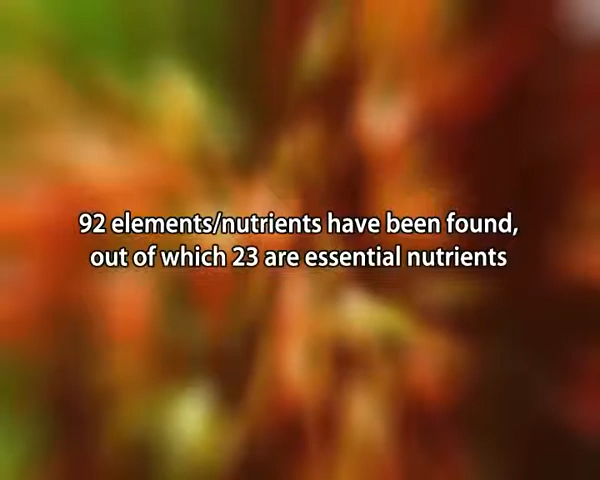 92 elements/nutrients have been found,
out of which 23 are essential nutrients